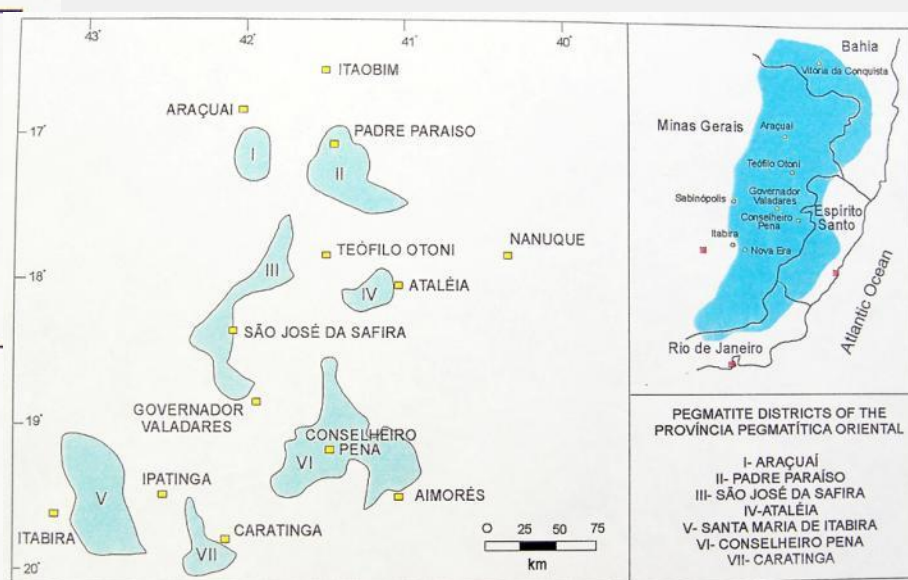 43°
42°
41°
40°
ITAOBIM
ARAÇUAI
17°
PADRE PARAISO
I
II
TEÓFILO OTONI
NANUQUE
III
18°
IV
ATALÉIA
SÃO JOSÉ DA SAFIRA
19°
GOVERNADOR
VALADARES
CONSELHEIRO
PENA
VI
IPATINGA
AIMORÉS
V
ITABIRA
CARATINGA
VII
20°
0 25 50 75
km
Bahia
Vitória da Conquista
Minas Gerais
Araçuai
Teófilo Otoni
Sabinópolis
Governador
Valadares
Conselheiro
Pena
Espírito
Santo
Itabira
Nova Era
Atlantic Ocean
Rio de Janeiro
PEGMATITE DISTRICTS OF THE
PROVÍNCIA PEGMATÍTICA ORIENTAL
I- ARAÇUAÍ
II- PADRE PARAÍSO
III- SÃO JOSÉ DA SAFIRA
IV-ATALÉIA
V- SANTA MARIA DE ITABIRA
VI- CONSELHEIRO PENA
VII- CARATINGA